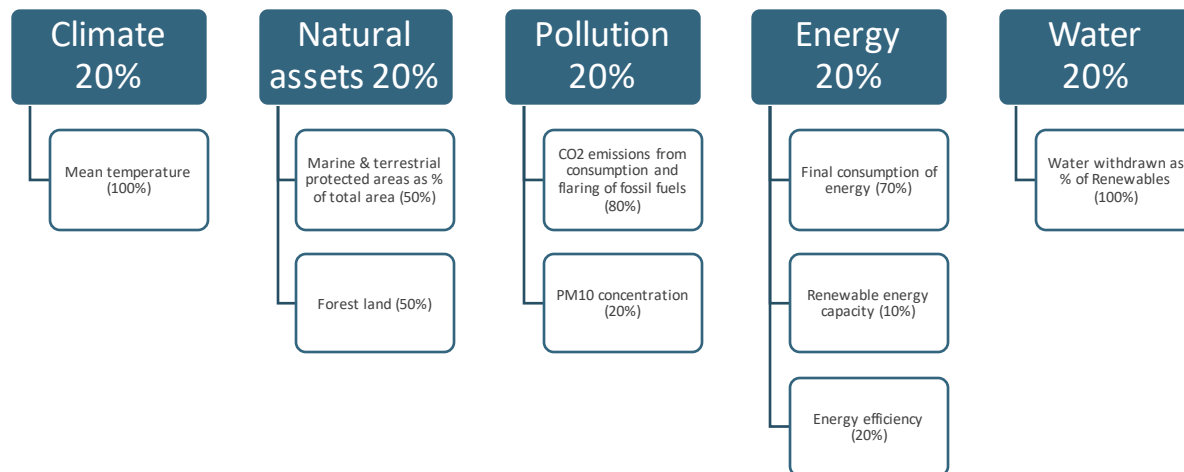 Climate
20%
Natural
assets 20%
Pollution
20%
Energy
20%
Water
20%
Mean temperature
(100%)
Marine & terrestrial
protected areas as %
of total area (50%)
CO2 emissions from
consumption and
flaring of fossil fuels
(80%)
Final consumption of
energy (70%)
Water withdrawn as
% of Renewables
(100%)
Forest land (50%)
PM10 concentration
(20%)
Renewable energy
capacity (10%)
Energy efficiency
(20%)